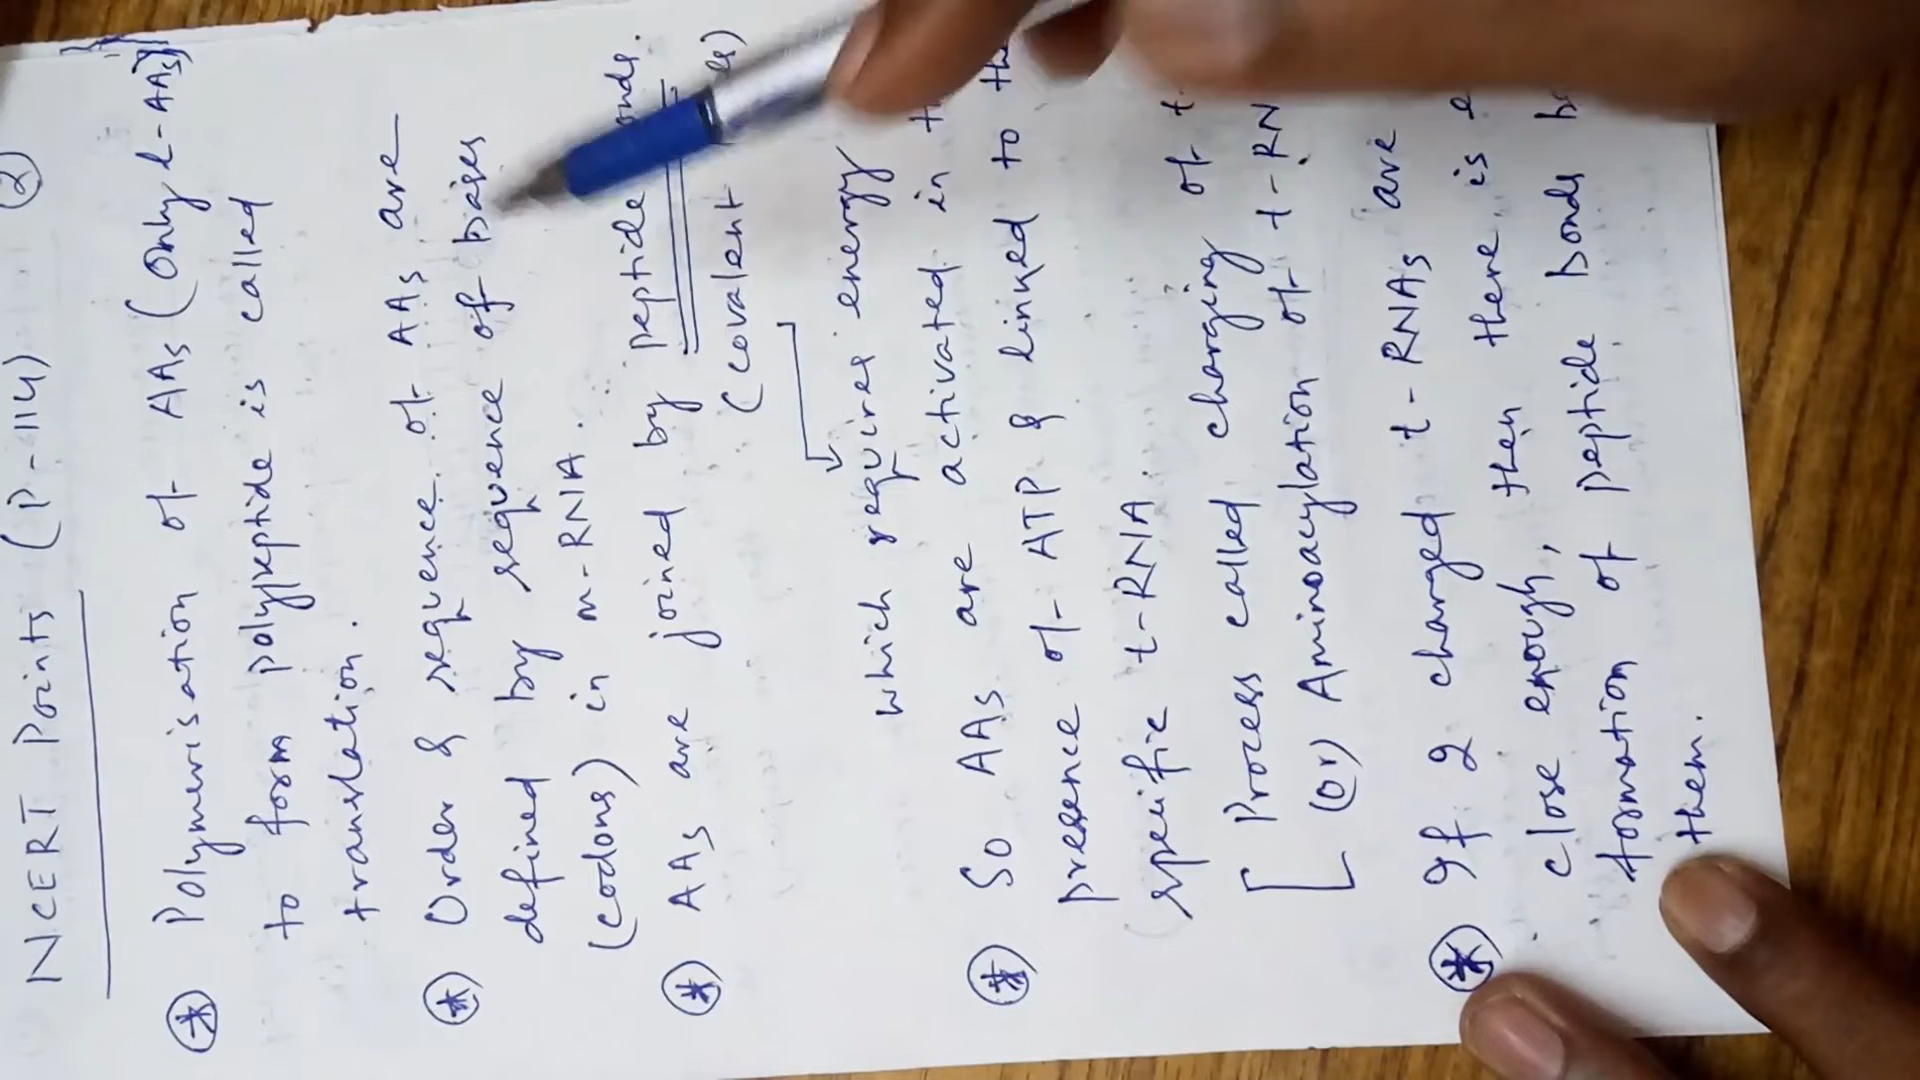 NCERT Points (P-114) ②
⊛ Polymerisation of AAs (Only l-AAs)
to form polypeptide is called
translation.
⊛ Order & sequence of AAs are
defined by sequence of bases
(codons) in m-RNA.
⊛ AAs are joined by peptide onds.
(covalent s)
which requires energy
⊛ So AAs are activated in
presence of ATP & linked to
specific t-RNA.
[ Process called charging of t-
(or) Aminoacylation of t-RN
⊛ If 2 charged t-RNAs are
close enough, then there is
formation of peptide bonds
them.